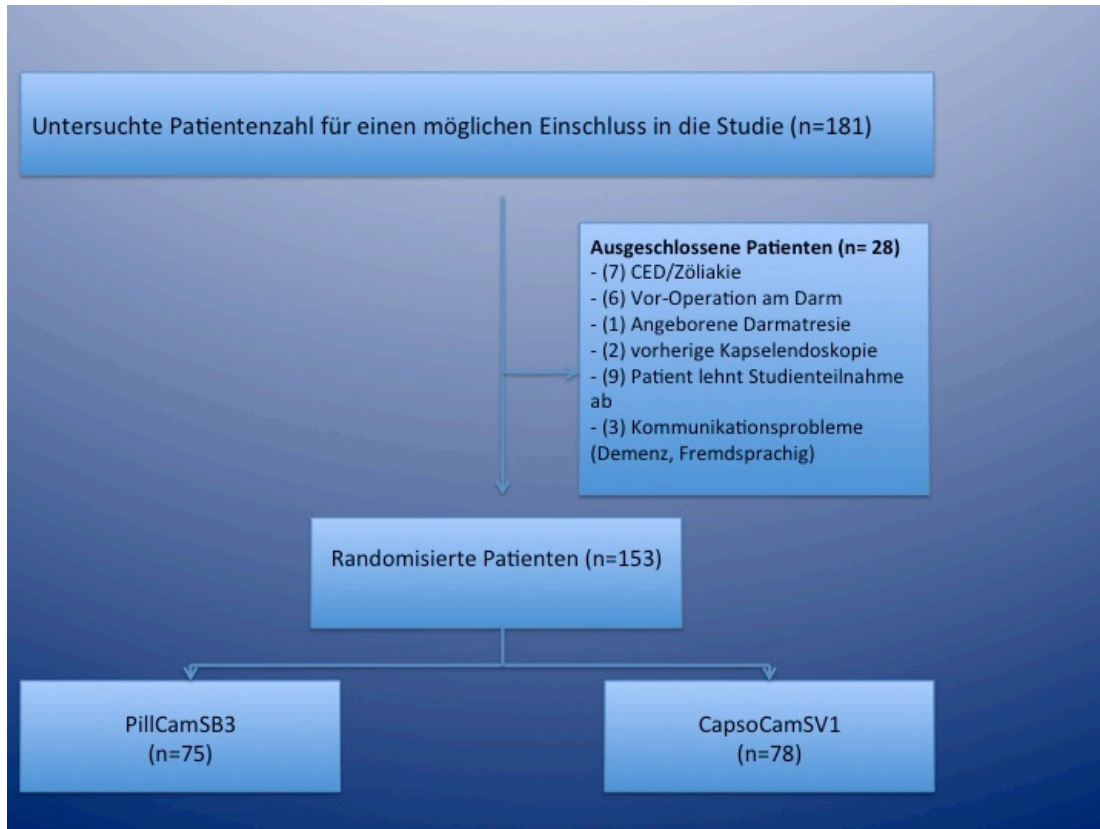 Untersuchte Patientenzahl für einen möglichen Einschluss in die Studie (n=181)
Ausgeschlossene Patienten (n= 28)
- (7) CED/Zöliakie
- (6) Vor-Operation am Darm
- (1) Angeborene Darmatresie
- (2) vorherige Kapselendoskopie
- (9) Patient lehnt Studienteilnahme
ab
- (3) Kommunikationsprobleme
(Demenz, Fremdsprachig)
Randomisierte Patienten (n=153)
PillCamSB3
(n=75)
CapsoCamSV1
(n=78)